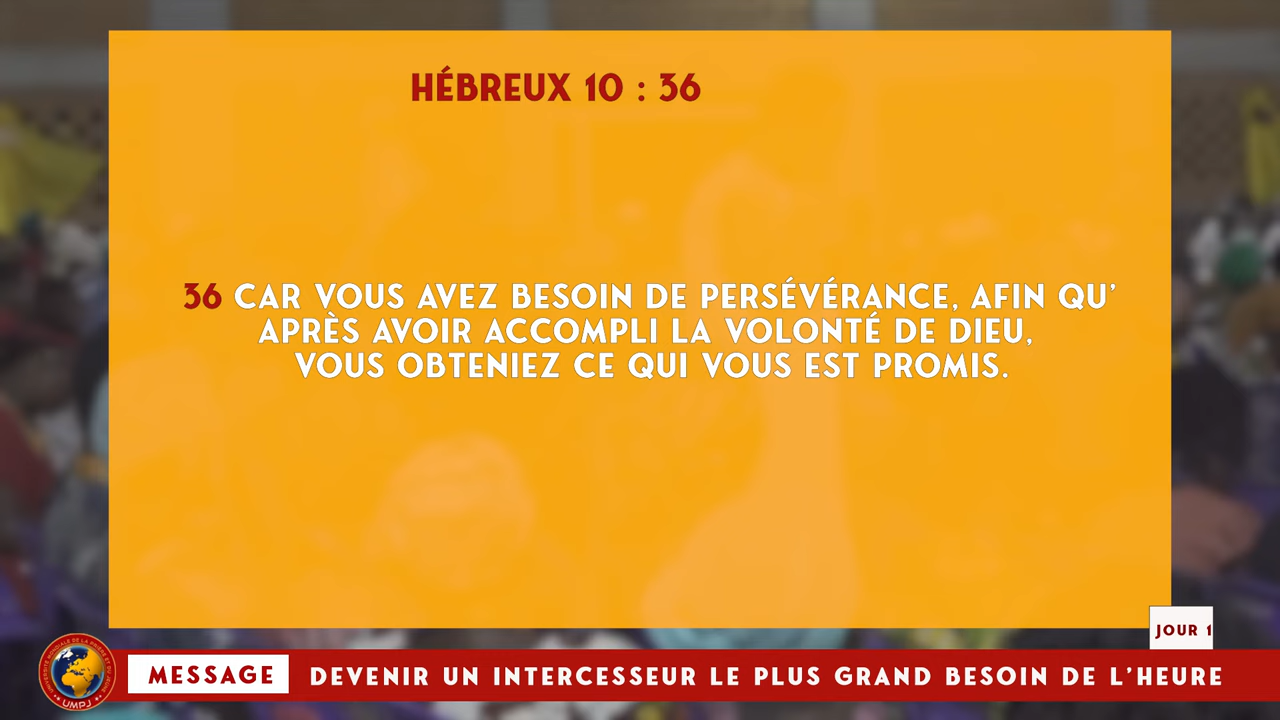 HÉBREUX 10 : 36
36 CAR VOUS AVEZ BESOIN DE PERSÉVÉRANCE, AFIN QU'
APRÈS AVOIR ACCOMPLI LA VOLONTÉ DE DIEU,
VOUS OBTENIEZ CE QUI VOUS EST PROMIS.
JOUR 1
MESSAGE
DEVENIR UN INTERCESSEUR LE PLUS GRAND BESOIN DE L'HEURE
UMPJ